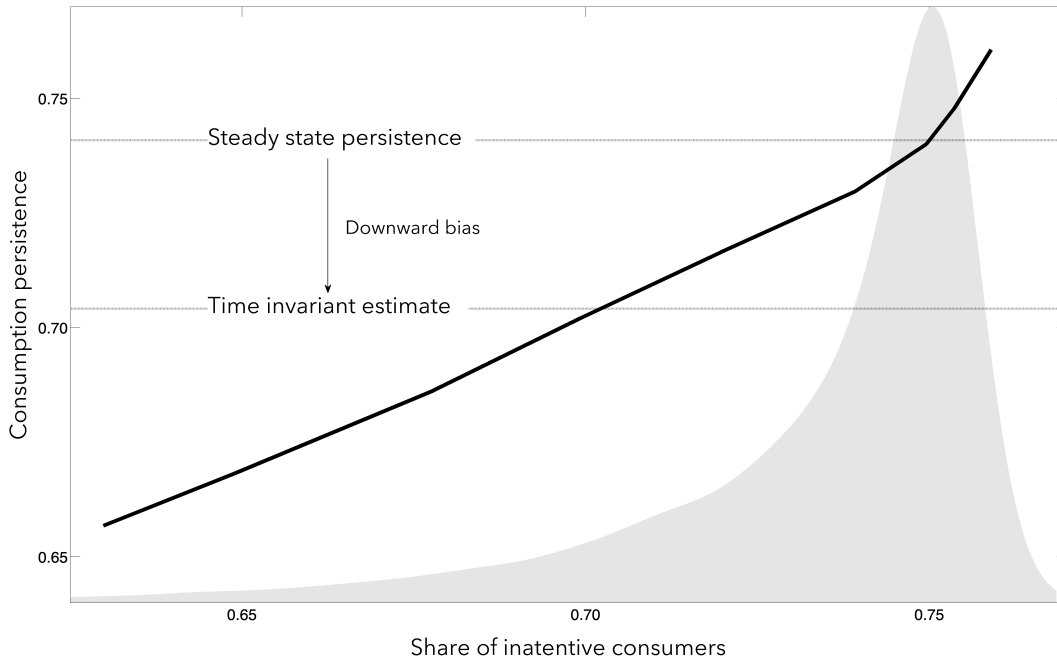 0.75
Steady state persistence
Downward bias
Time invariant estimate
0.70
Consumption persistence
0.65
0.65
0.70
0.75
Share of inatentive consumers